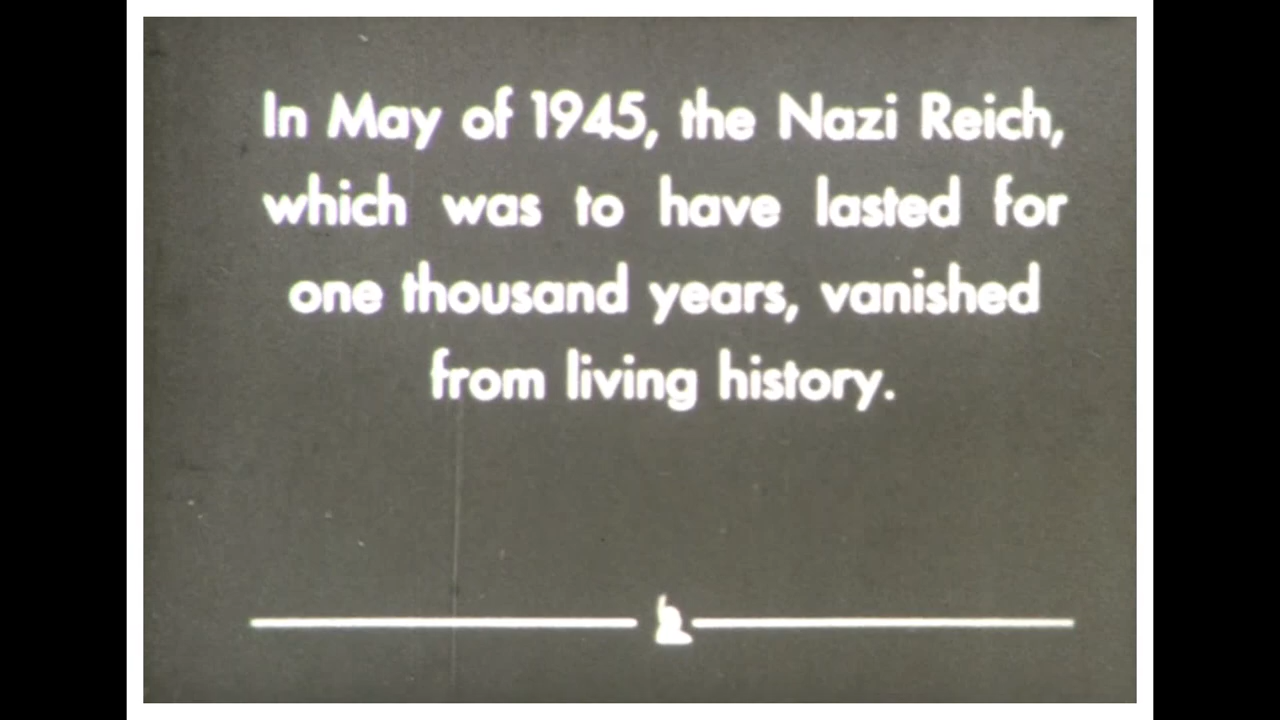 In May of 1945, the Nazi Reich,
which was to have lasted for
one thousand years, vanished
from living history.